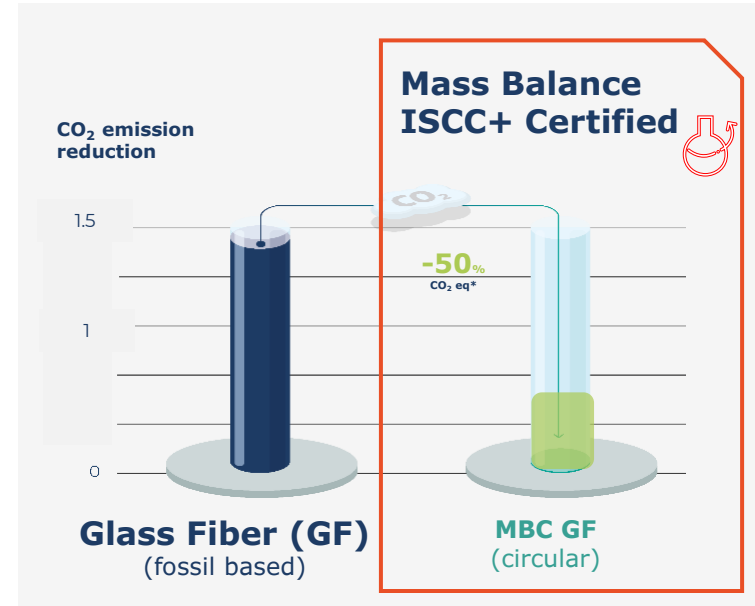 Mass Balance
ISCC+ Certified
CO₂ emission
reduction
CO₂
1.5
-50%
CO₂ eq*
1
0
Glass Fiber (GF)
(fossil based)
MBC GF
(circular)